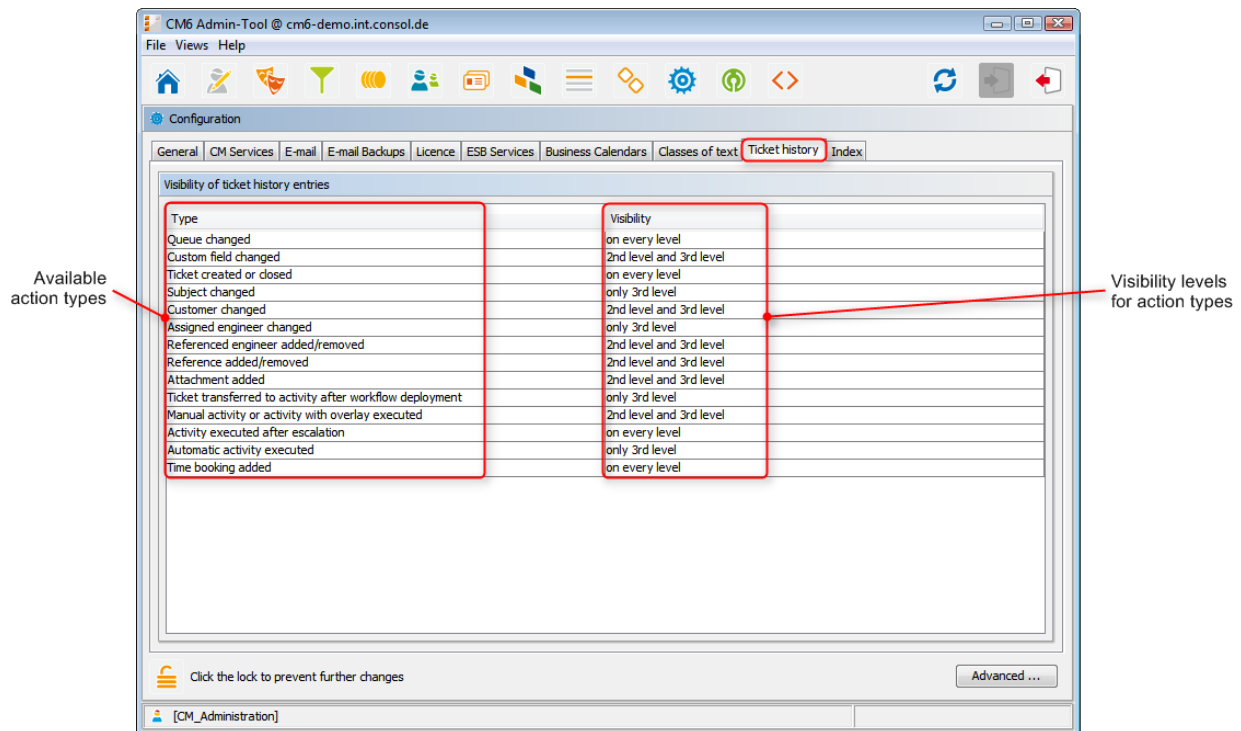 CM6 Admin-Tool @ cm6-demo.int.consol.de
File Views Help
Configuration
General CM Services E-mail E-mail Backups Licence ESB Services Business Calendars Classes of text Ticket history Index
Visibility of ticket history entries
Type Visibility
Queue changed on every level
Custom field changed 2nd level and 3rd level
Ticket created or closed on every level
Subject changed only 3rd level
Customer changed 2nd level and 3rd level
Assigned engineer changed only 3rd level
Referenced engineer added/removed 2nd level and 3rd level
Reference added/removed 2nd level and 3rd level
Attachment added 2nd level and 3rd level
Ticket transferred to activity after workflow deployment only 3rd level
Manual activity or activity with overlay executed 2nd level and 3rd level
Activity executed after escalation on every level
Automatic activity executed only 3rd level
Time booking added on every level
Available
action types
Visibility levels
for action types
Click the lock to prevent further changes
Advanced ...
[CM_Administration]